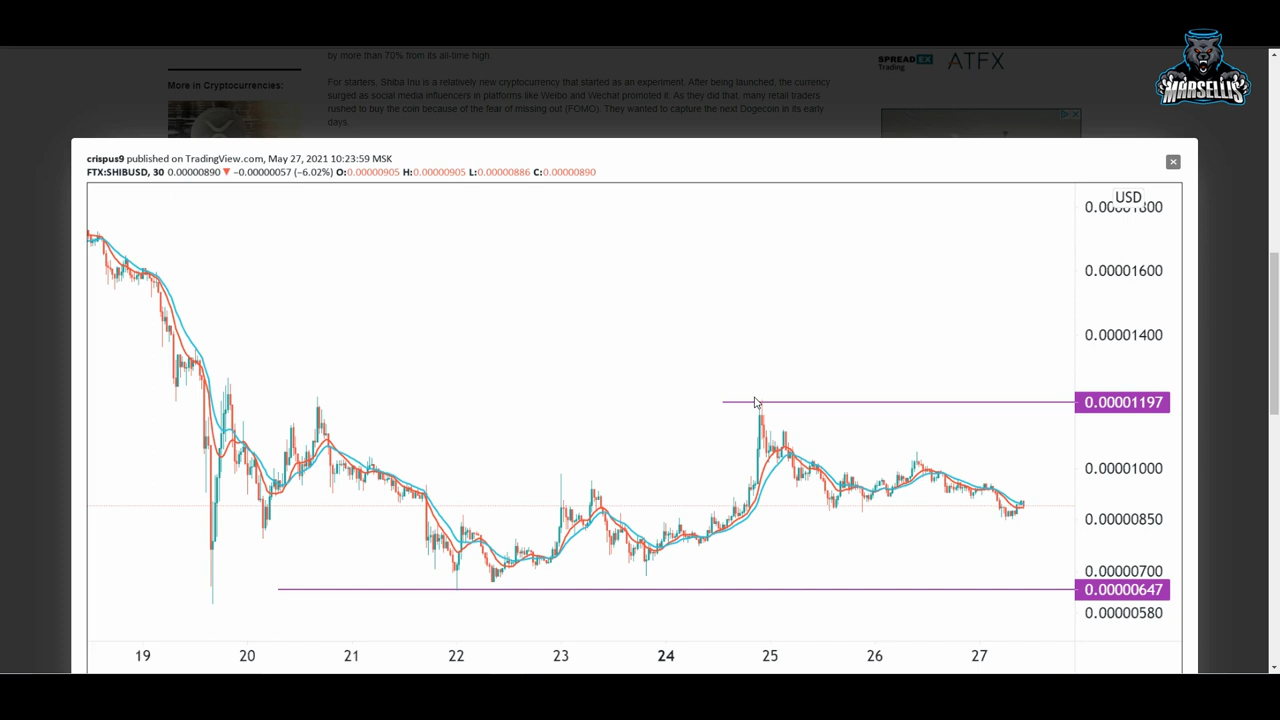 by more than 70% from its all-time high.
SPREADEX
Trading
ATFX
MARSELLIS
More in Cryptocurrencies:
For starters, Shiba Inu is a relatively new cryptocurrency that started as an experiment. After being launched, the currency
surged as social media influencers in platforms like Weibo and Wechat promoted it. As they did that, many retail traders
rushed to buy the coin because of the fear of missing out (FOMO). They wanted to capture the next Dogecoin in its early
days.
crispus9 published on TradingView.com, May 27, 2021 10:23:59 MSK
FTX:SHIBUSD, 30 0.00000890 ▼ −0.00000057 (−6.02%) O:0.00000905 H:0.00000905 L:0.00000886 C:0.00000890
USD
0.00001800
0.00001600
0.00001400
0.00001197
0.00001000
0.00000850
0.00000700
0.00000647
0.00000580
19 20 21 22 23 24 25 26 27